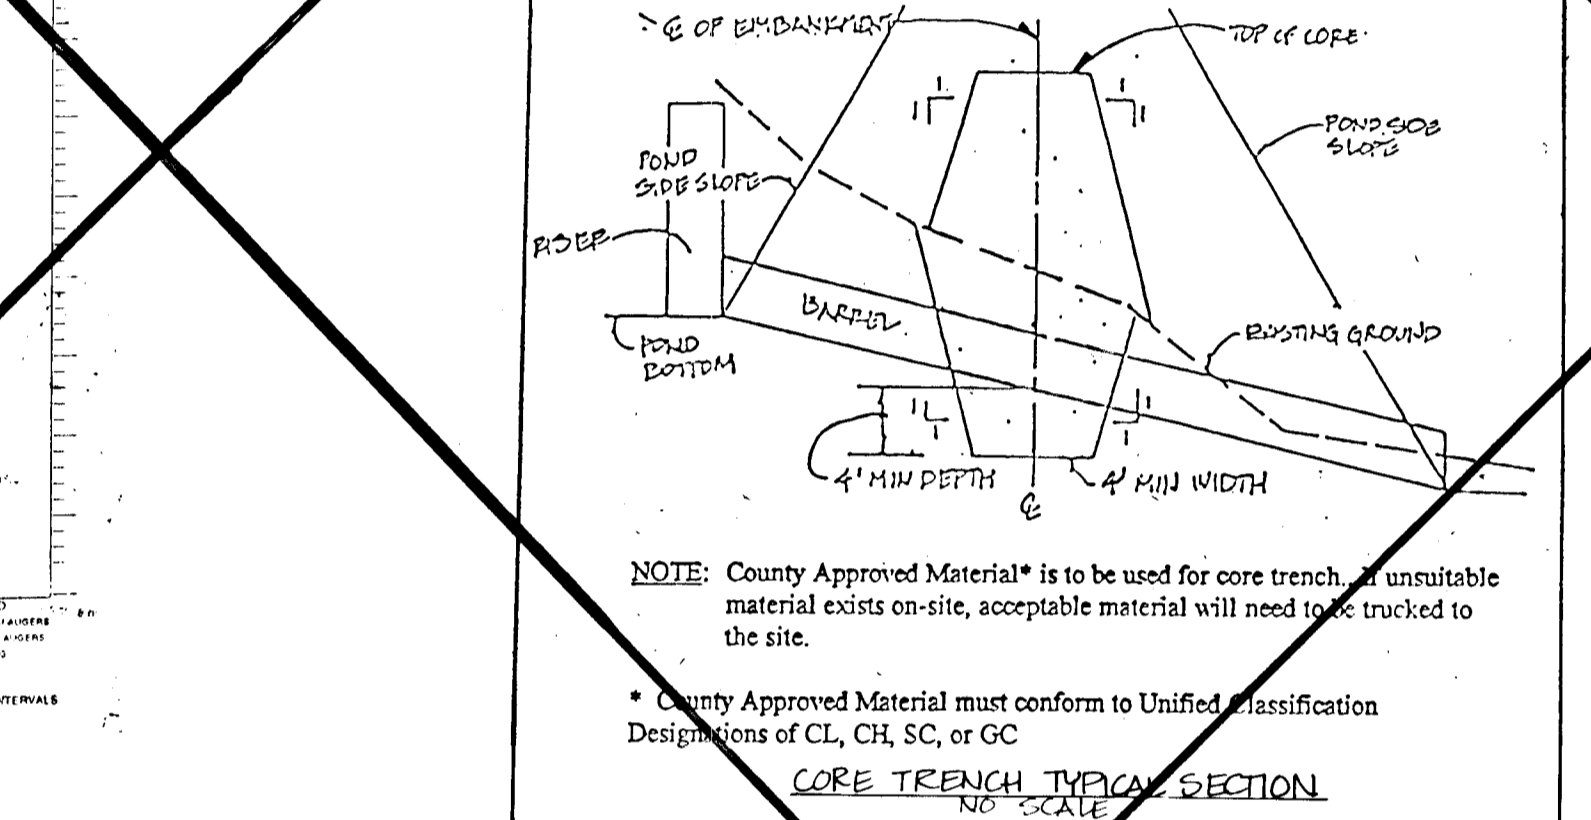 ℄ OF EMBANKMENT
TOP OF CORE
1
1
1
1
POND SIDE
SLOPE
POND
SIDE SLOPE
RISER
BARREL
EXISTING GROUND
POND
BOTTOM
1
1
1
1
4' MIN DEPTH
4' MIN WIDTH
℄
NOTE: County Approved Material* is to be used for core trench. If unsuitable
material exists on-site, acceptable material will need to be trucked to
the site.
* County Approved Material must conform to Unified Classification
Designations of CL, CH, SC, or GC
CORE TRENCH TYPICAL SECTION
NO SCALE
AUGERS
AUGERS
NTERVALS